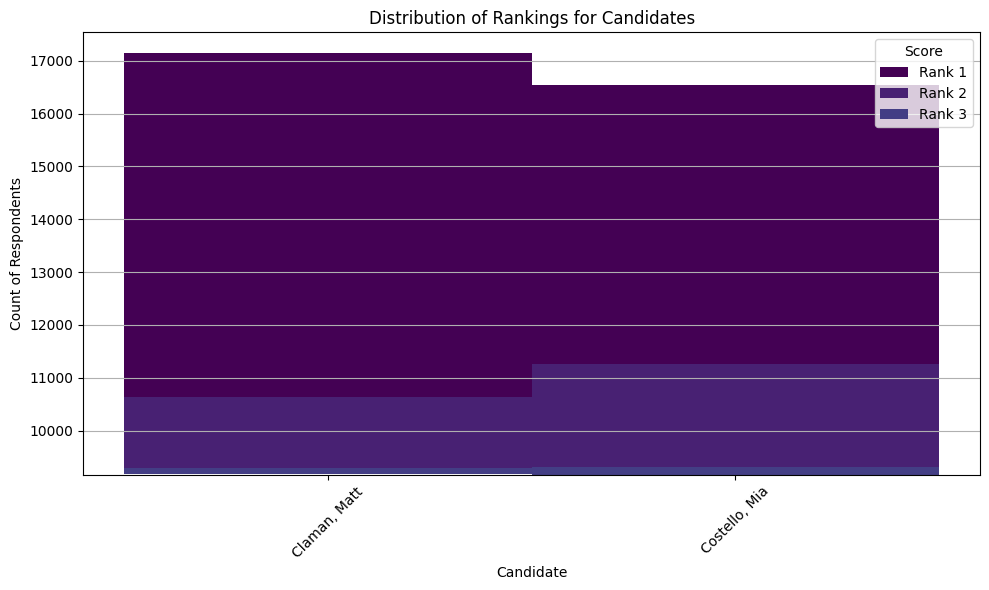 Distribution of Rankings for Candidates
Score
Rank 1
Rank 2
Rank 3
Count of Respondents
17000
16000
15000
14000
13000
12000
11000
10000
Claman, Matt
Costello, Mia
Candidate